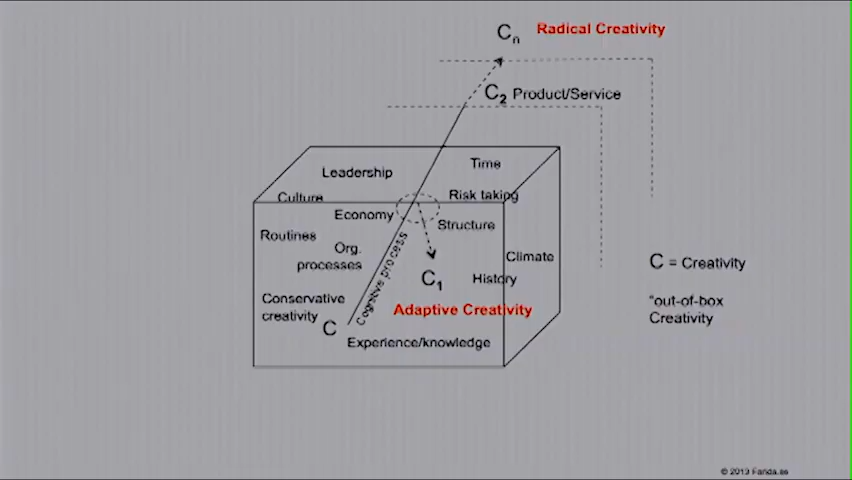 Cn Radical Creativity
C2 Product/Service
Leadership
Time
Culture
Risk taking
Economy
Structure
Routines
Org.
processes
Cognitive process
Climate
C1
History
C = Creativity
Conservative
creativity
Adaptive Creativity
"out-of-box
Creativity
C
Experience/knowledge
© 2013 Farida.as